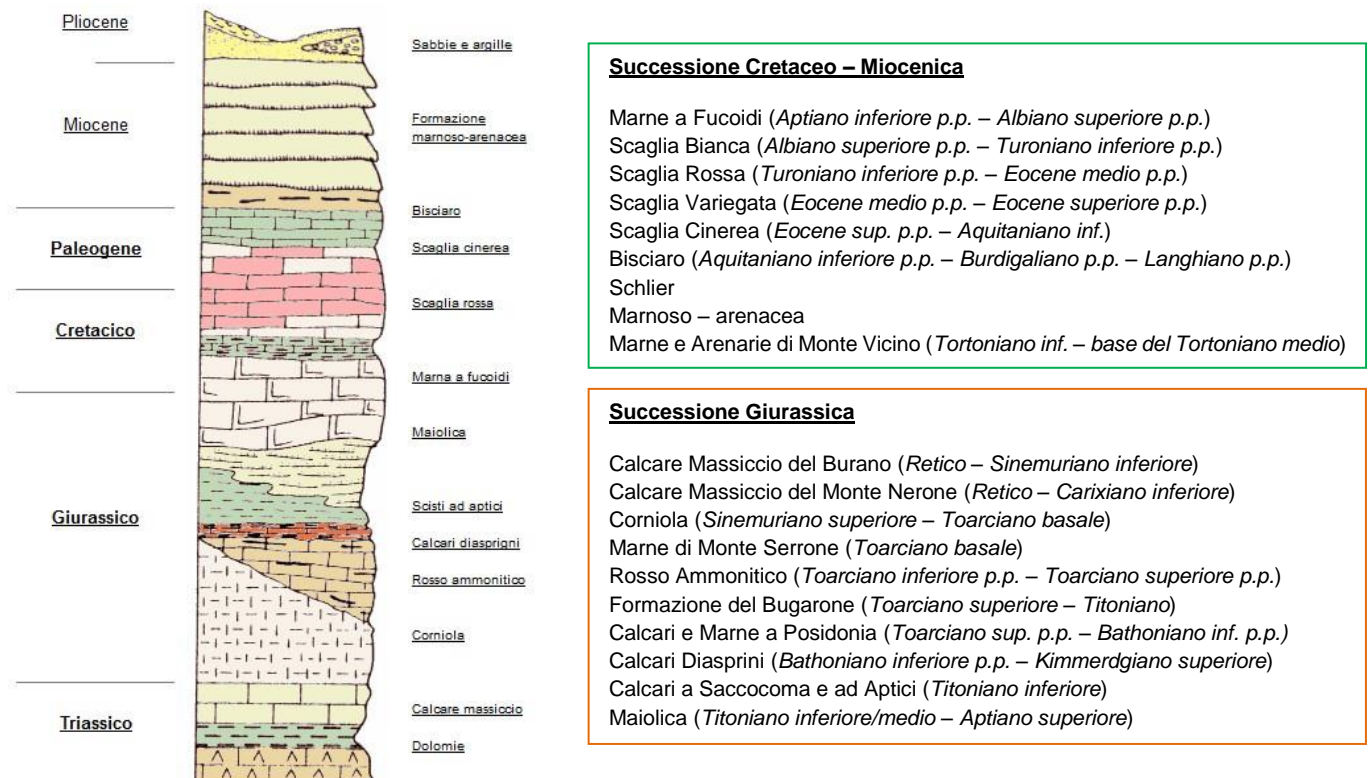 Pliocene
Miocene
Paleogene
Cretacico
Giurassico
Triassico
Sabbie e argille
Formazione
marnoso-arenacea
Bisciaro
Scaglia cinerea
Scaglia rossa
Marna a fucoidi
Maiolica
Scisti ad aptici
Calcari diasprigni
Rosso ammonitico
Corniola
Calcare massiccio
Dolomie
Successione Cretaceo – Miocenica
Marne a Fucoidi (Aptiano inferiore p.p. – Albiano superiore p.p.)
Scaglia Bianca (Albiano superiore p.p. – Turoniano inferiore p.p.)
Scaglia Rossa (Turoniano inferiore p.p. – Eocene medio p.p.)
Scaglia Variegata (Eocene medio p.p. – Eocene superiore p.p.)
Scaglia Cinerea (Eocene sup. p.p. – Aquitaniano inf.)
Bisciaro (Aquitaniano inferiore p.p. – Burdigaliano p.p. – Langhiano p.p.)
Schlier
Marnoso – arenacea
Marne e Arenarie di Monte Vicino (Tortoniano inf. – base del Tortoniano medio)
Successione Giurassica
Calcare Massiccio del Burano (Retico – Sinemuriano inferiore)
Calcare Massiccio del Monte Nerone (Retico – Carixiano inferiore)
Corniola (Sinemuriano superiore – Toarciano basale)
Marne di Monte Serrone (Toarciano basale)
Rosso Ammonitico (Toarciano inferiore p.p. – Toarciano superiore p.p.)
Formazione del Bugarone (Toarciano superiore – Titoniano)
Calcari e Marne a Posidonia (Toarciano sup. p.p. – Bathoniano inf. p.p.)
Calcari Diasprini (Bathoniano inferiore p.p. – Kimmerdgiano superiore)
Calcari a Saccocoma e ad Aptici (Titoniano inferiore)
Maiolica (Titoniano inferiore/medio – Aptiano superiore)